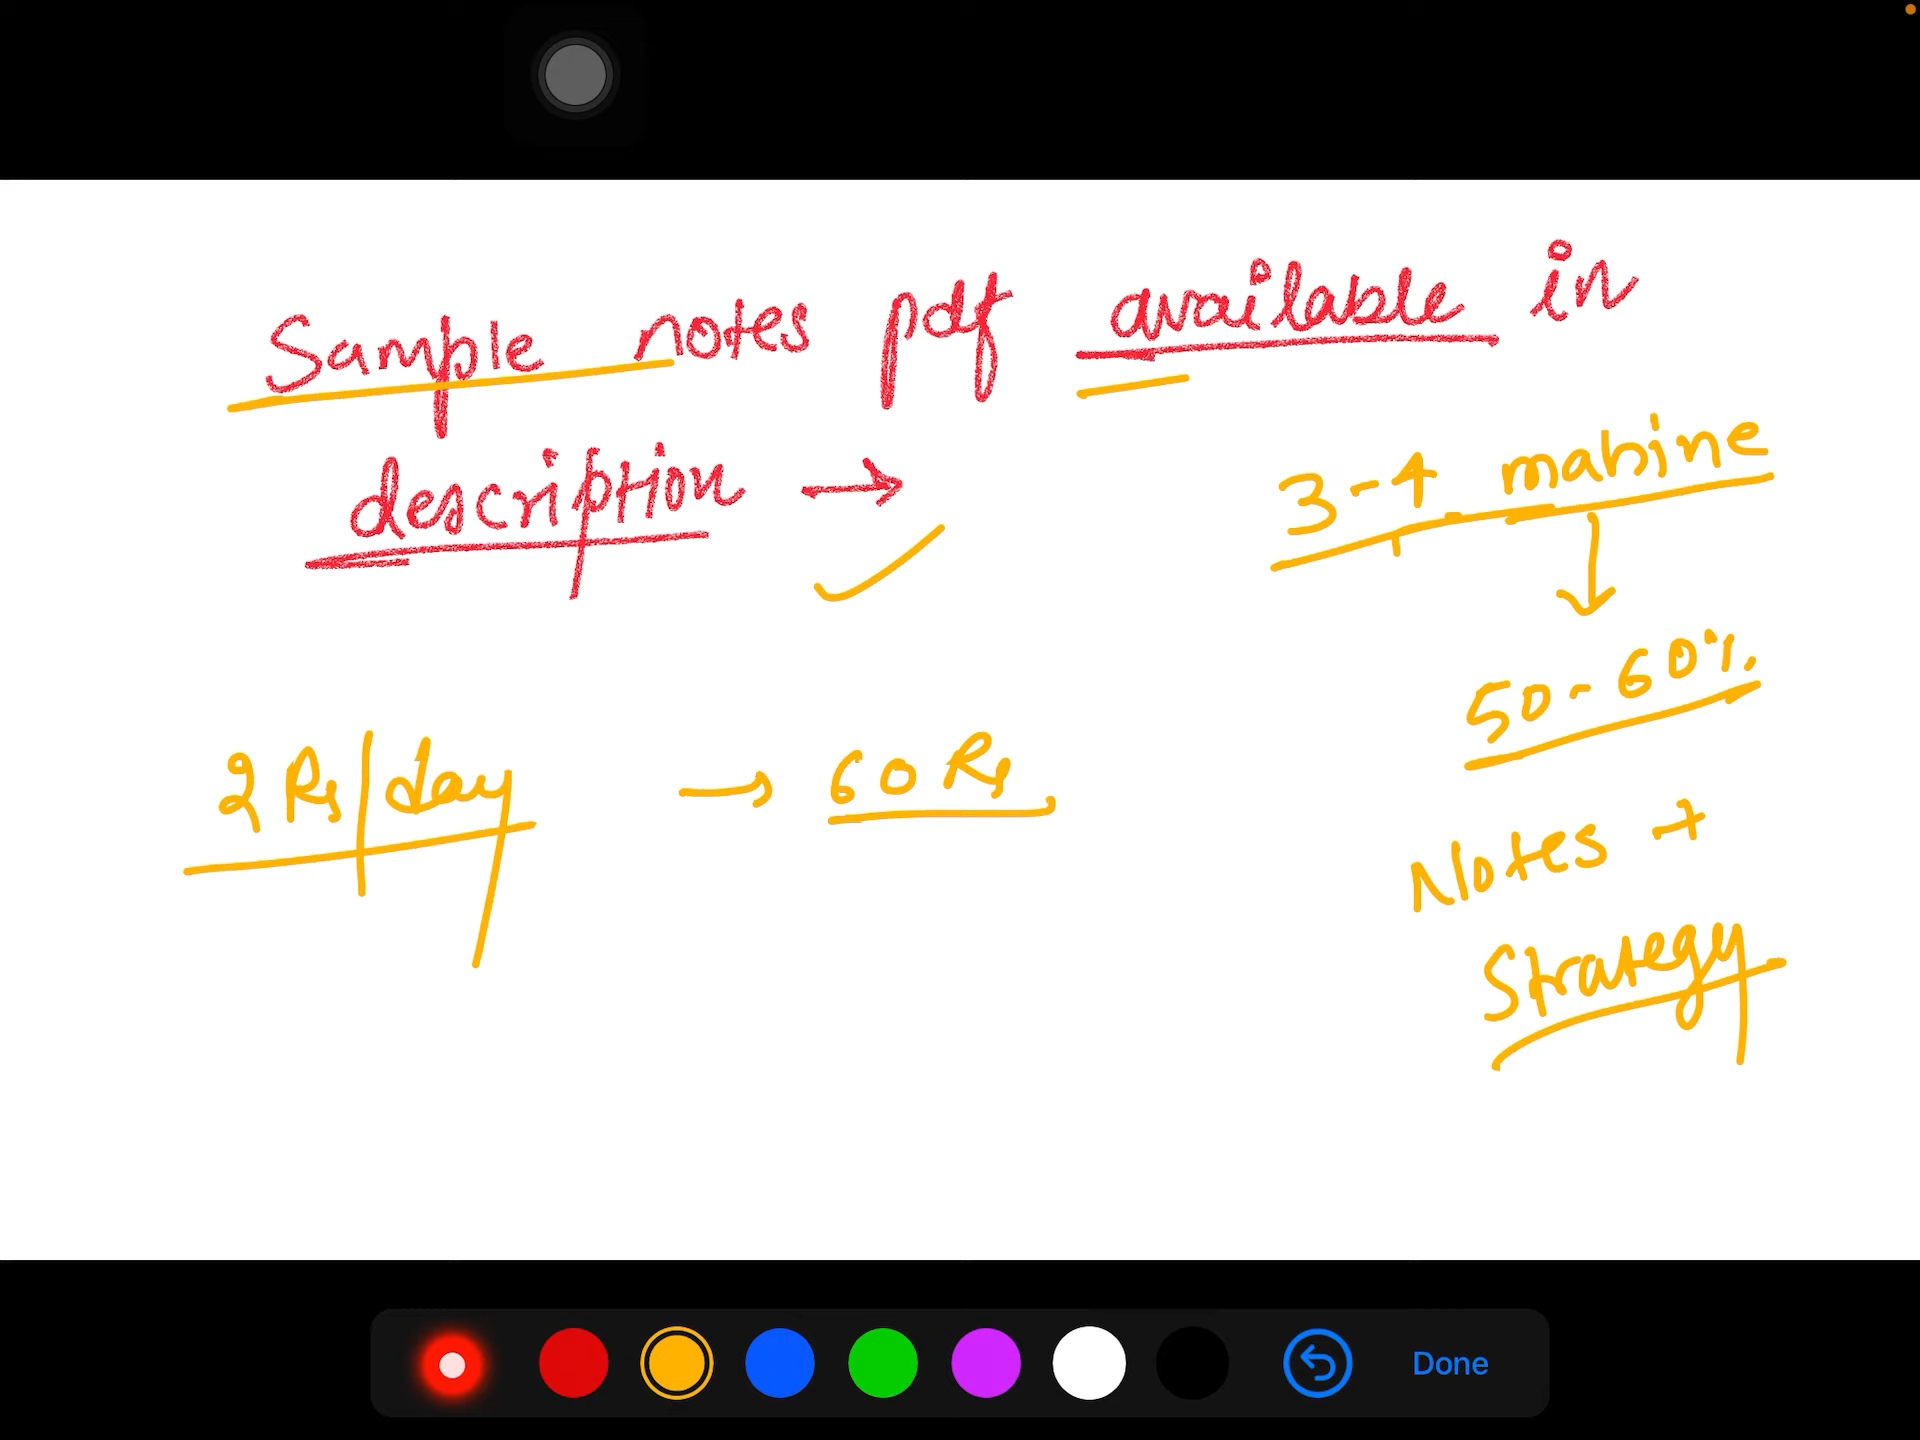 Sample notes pdf available in
description →
3-4 mahine
50-60%
2 Rs/day → 60 Rs
Notes +
Strategy
Done